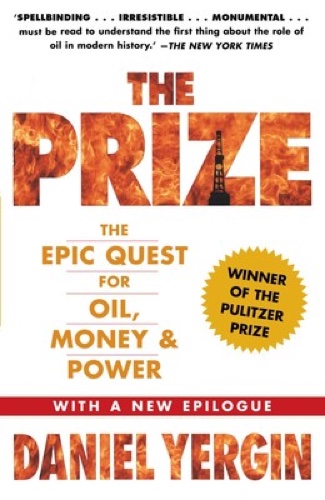 ‘SPELLBINDING . . . IRRESISTIBLE . . . MONUMENTAL . . .
must be read to understand the first thing about the role of
oil in modern history.’ —THE NEW YORK TIMES
THE
PRIZE
THE
EPIC QUEST
FOR
OIL,
MONEY &
POWER
WINNER
OF THE
PULITZER
PRIZE
WITH A NEW EPILOGUE
DANIEL YERGIN